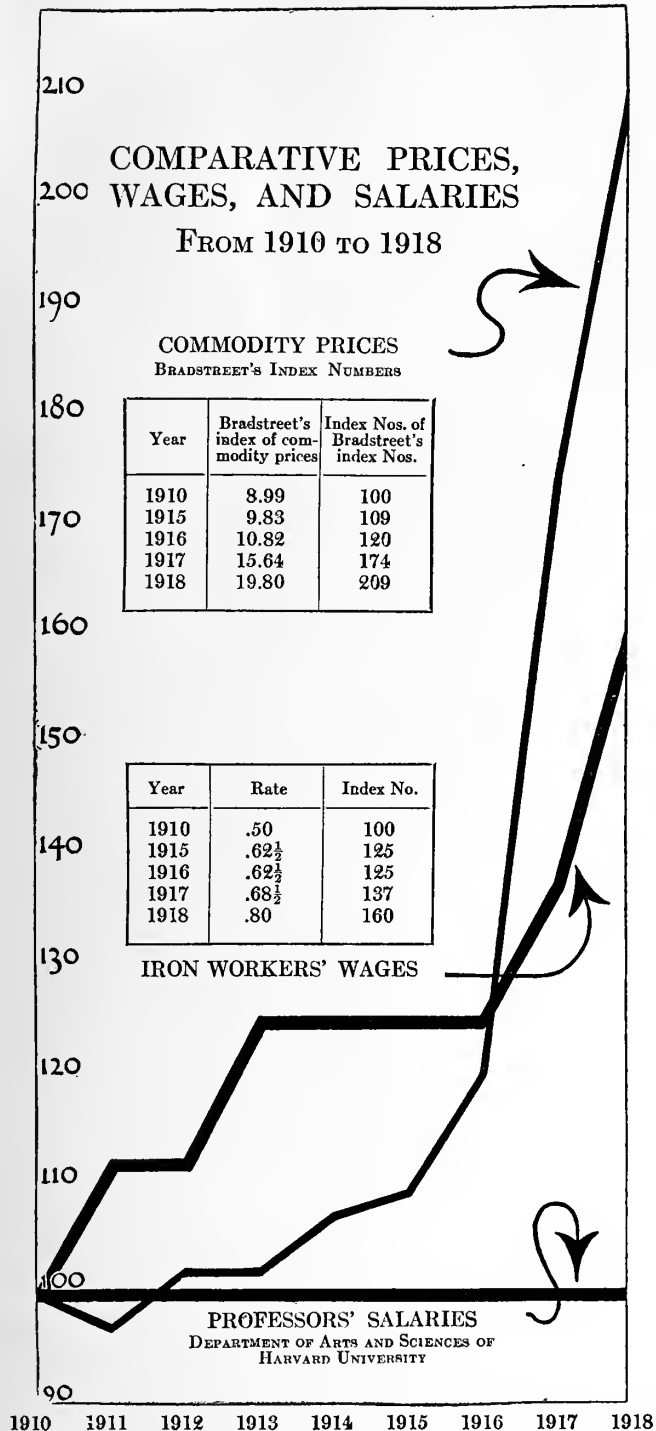 210
COMPARATIVE PRICES,
200 WAGES, AND SALARIES
FROM 1910 TO 1918
190
COMMODITY PRICES
BRADSTREET'S INDEX NUMBERS
180
Year Bradstreet's index of com-modity prices Index Nos. of Bradstreet's index Nos.
1910 8.99 100
1915 9.83 109
170
1916 10.82 120
1917 15.64 174
1918 19.80 209
160
150
Year Rate Index No.
1910 .50 100
140
1915 .62½ 125
1916 .62½ 125
1917 .68½ 137
1918 .80 160
130
IRON WORKERS' WAGES
120
110
100
PROFESSORS' SALARIES
DEPARTMENT OF ARTS AND SCIENCES OF
HARVARD UNIVERSITY
90
1910 1911 1912 1913 1914 1915 1916 1917 1918